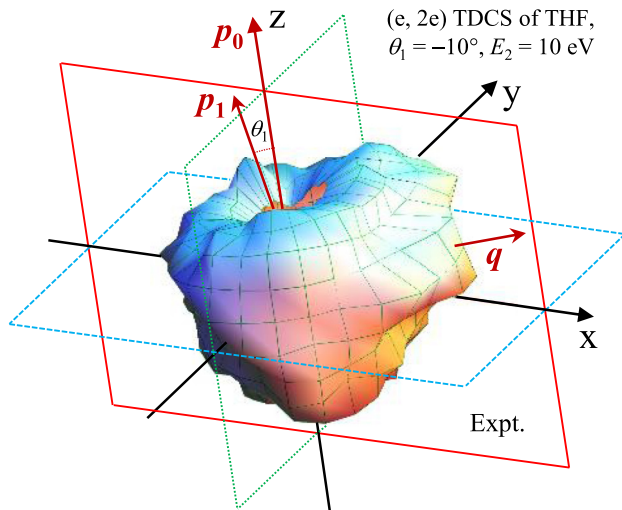 z
(e, 2e) TDCS of THF,
θ₁ = −10°, E₂ = 10 eV
p₀
p₁
θ₁
y
q
x
Expt.